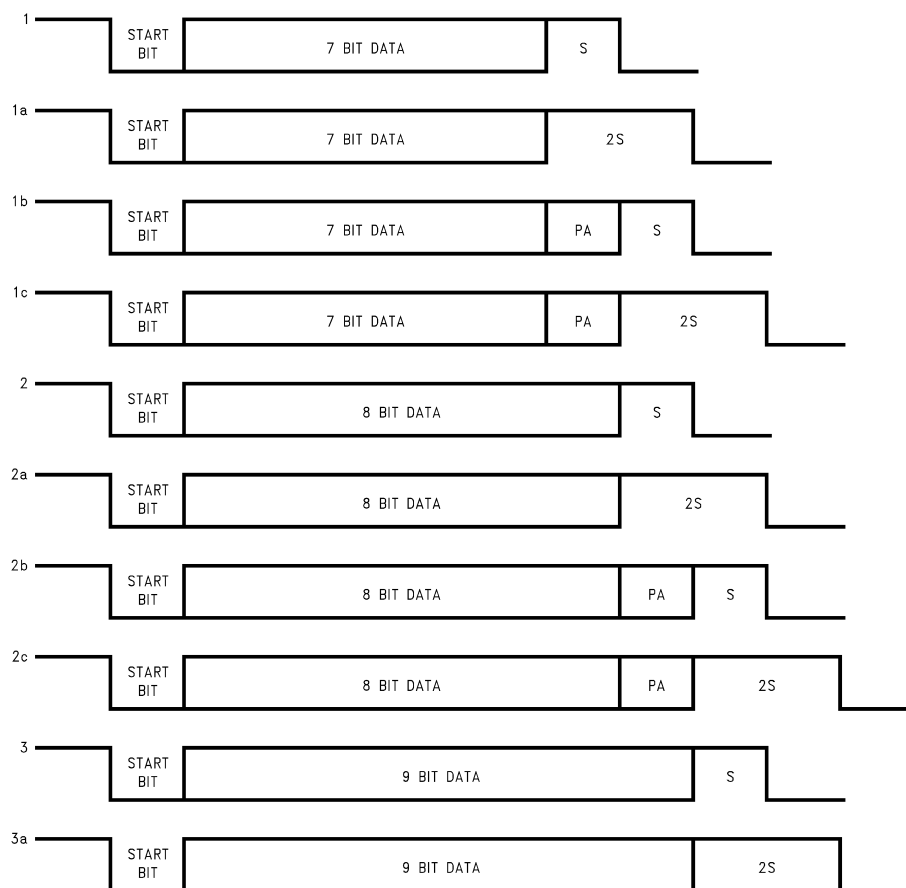 1
START
BIT
7 BIT DATA
S
1a
START
BIT
7 BIT DATA
2S
1b
START
BIT
7 BIT DATA
PA
S
1c
START
BIT
7 BIT DATA
PA
2S
2
START
BIT
8 BIT DATA
S
2a
START
BIT
8 BIT DATA
2S
2b
START
BIT
8 BIT DATA
PA
S
2c
START
BIT
8 BIT DATA
PA
2S
3
START
BIT
9 BIT DATA
S
3a
START
BIT
9 BIT DATA
2S